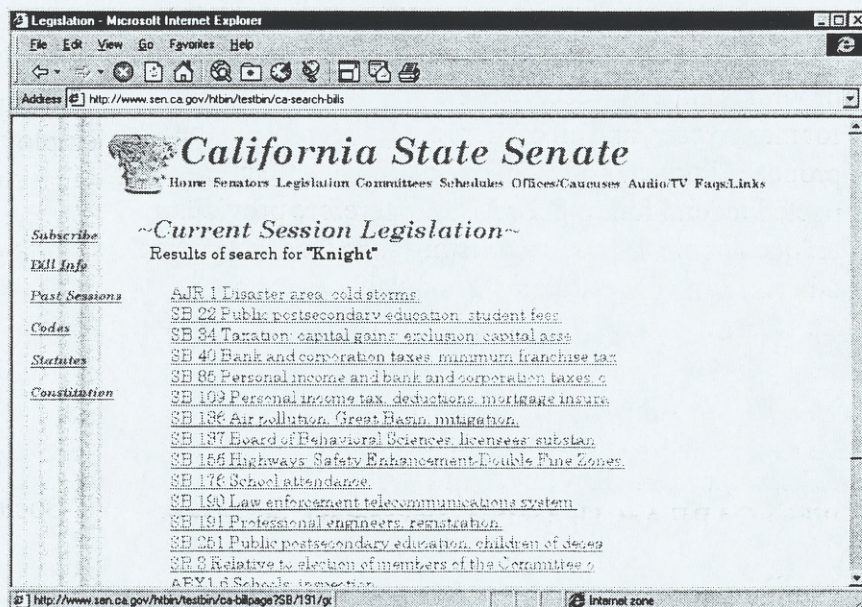 Legislation - Microsoft Internet Explorer
File Edit View Go Favorites Help
Address http://www.sen.ca.gov/htbin/testbin/ca-search-bills
California State Senate
Home Senators Legislation Committees Schedules Offices/Caucuses Audio/TV Faqs/Links
Subscribe
Bill Info
Past Sessions
Codes
Statutes
Constitution
~Current Session Legislation~
Results of search for "Knight"
AJR 1 Disaster area: cold storms.
SB 22 Public postsecondary education: student fees
SB 34 Taxation: capital gains: exclusion: capital asse
SB 40 Bank and corporation taxes: minimum franchise tax
SB 85 Personal income and bank and corporation taxes: c
SB 109 Personal income tax: deductions: mortgage insura
SB 136 Air pollution: Great Basin: mitigation.
SB 137 Board of Behavioral Sciences: licensees: substan
SB 156 Highways: Safety Enhancement-Double Fine Zones.
SB 176 School attendance.
SB 190 Law enforcement telecommunications system
SB 191 Professional engineers: registration.
SB 251 Public postsecondary education: children of decea
SR 3 Relative to election of members of the Committee o
ABX1 6 Schools: inspection
http://www.sen.ca.gov/htbin/testbin/ca-billpage?SB/191/
Internet zone